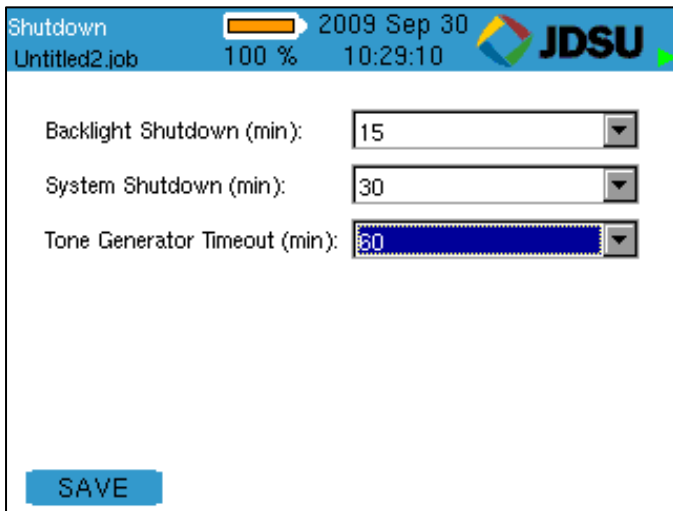 Shutdown 2009 Sep 30 JDSU
Untitled2.job 100 % 10:29:10
Backlight Shutdown (min): 15
System Shutdown (min): 30
Tone Generator Timeout (min): 60
SAVE